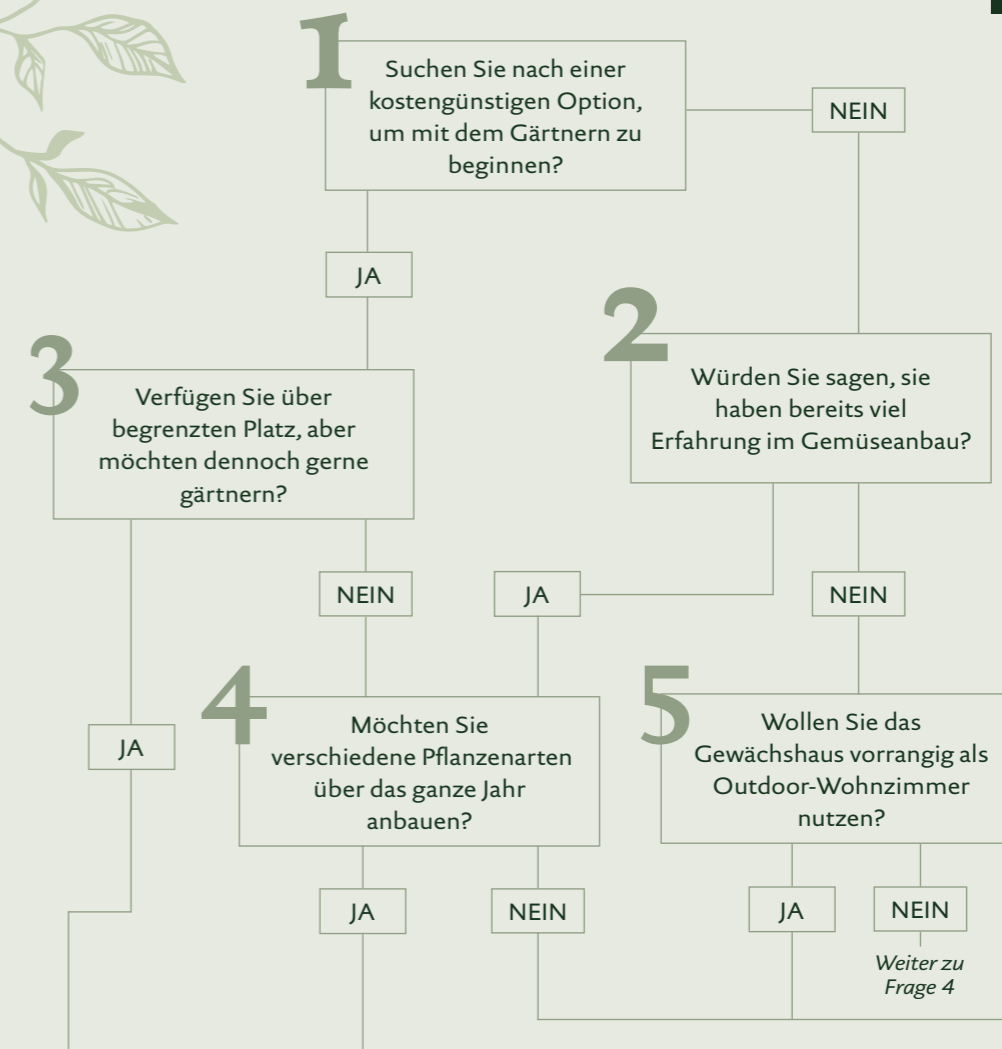 1
Suchen Sie nach einer
kostengünstigen Option,
um mit dem Gärtnern zu
beginnen?
NEIN
JA
2
Würden Sie sagen, sie
haben bereits viel
Erfahrung im Gemüseanbau?
3
Verfügen Sie über
begrenzten Platz, aber
möchten dennoch gerne
gärtnern?
NEIN
JA
NEIN
JA
4
Möchten Sie
verschiedene Pflanzenarten
über das ganze Jahr
anbauen?
5
Wollen Sie das
Gewächshaus vorrangig als
Outdoor-Wohnzimmer
nutzen?
JA
NEIN
JA
NEIN
Weiter zu
Frage 4